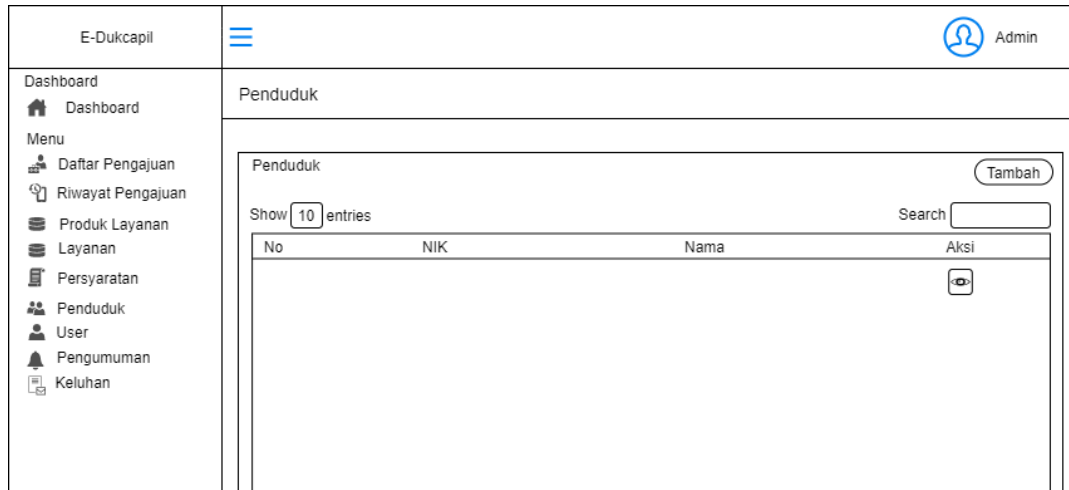 E-Dukcapil
Admin
Dashboard
Dashboard
Menu
Daftar Pengajuan
Riwayat Pengajuan
Produk Layanan
Layanan
Persyaratan
Penduduk
User
Pengumuman
Keluhan
Penduduk
Penduduk
Tambah
Show 10 entries
Search
No NIK Nama Aksi